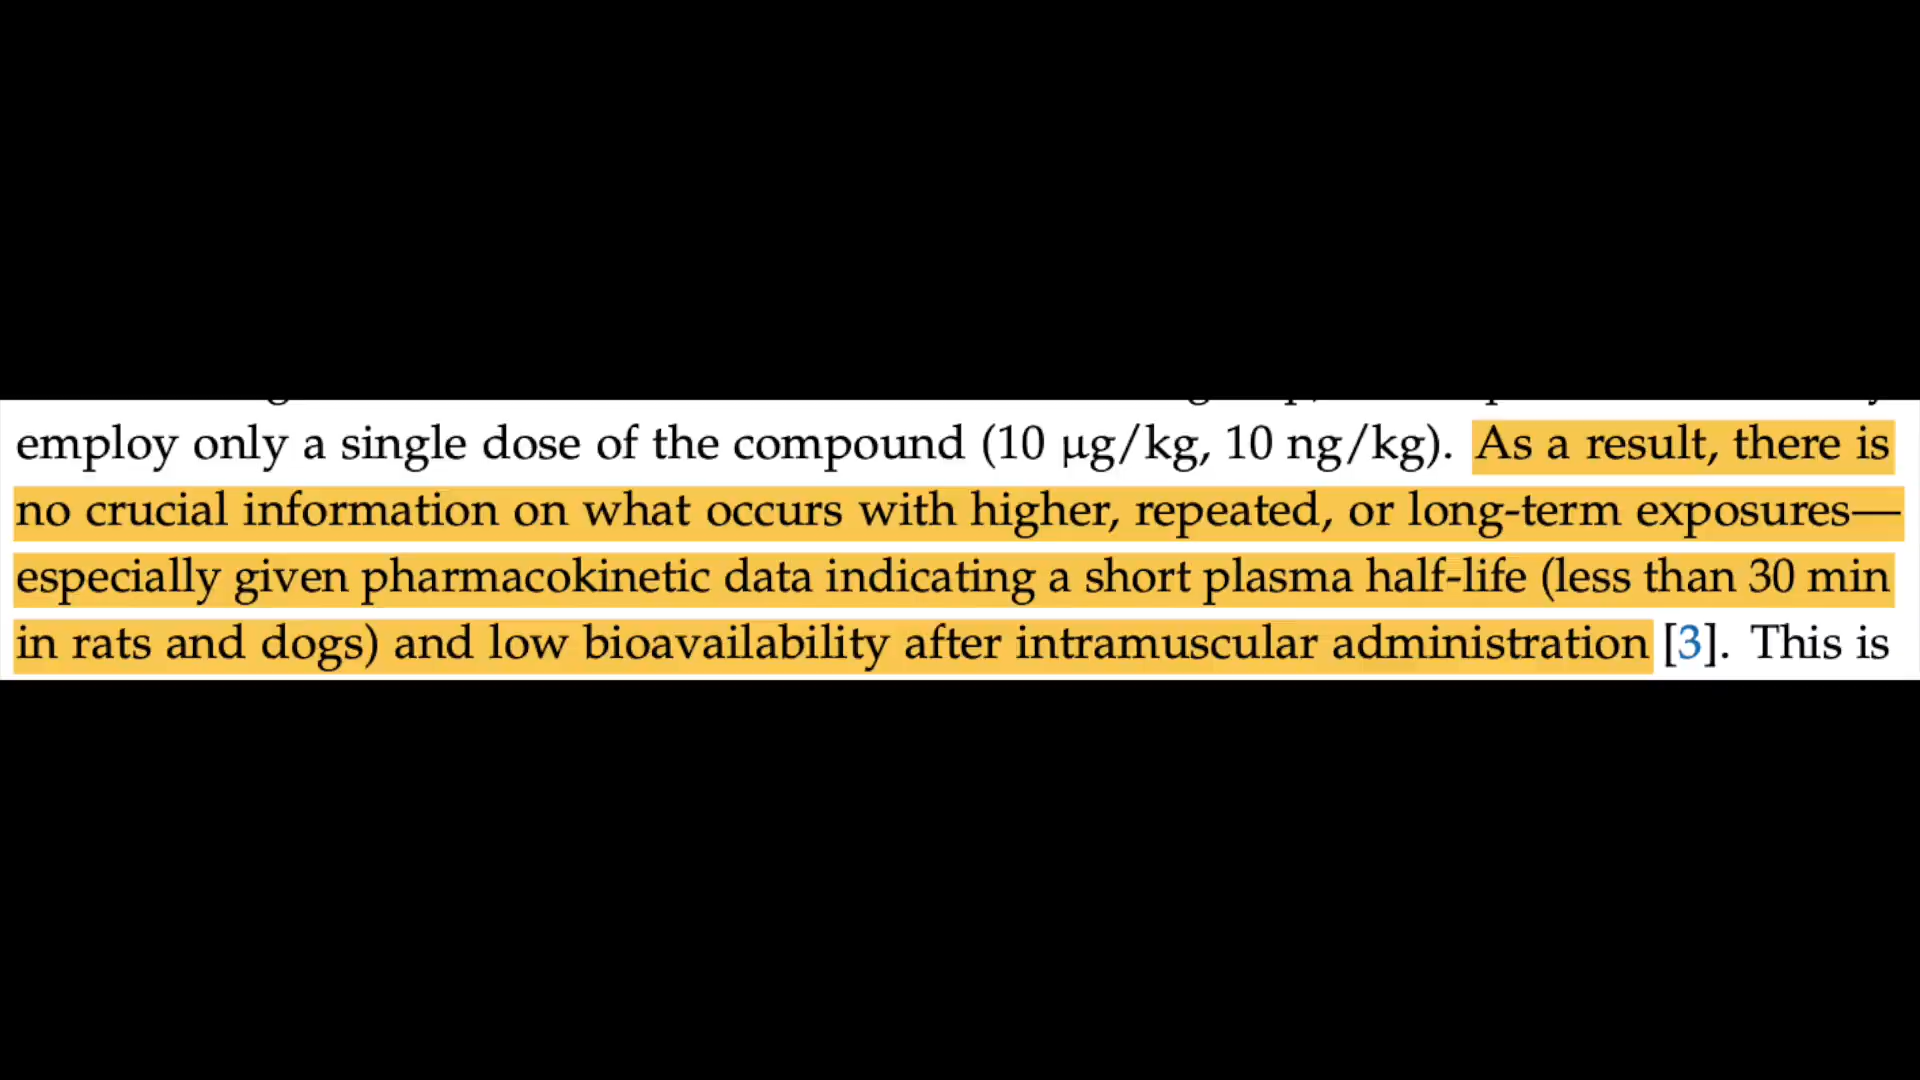 employ only a single dose of the compound (10 µg/kg, 10 ng/kg). As a result, there is
no crucial information on what occurs with higher, repeated, or long-term exposures—
especially given pharmacokinetic data indicating a short plasma half-life (less than 30 min
in rats and dogs) and low bioavailability after intramuscular administration [3]. This is